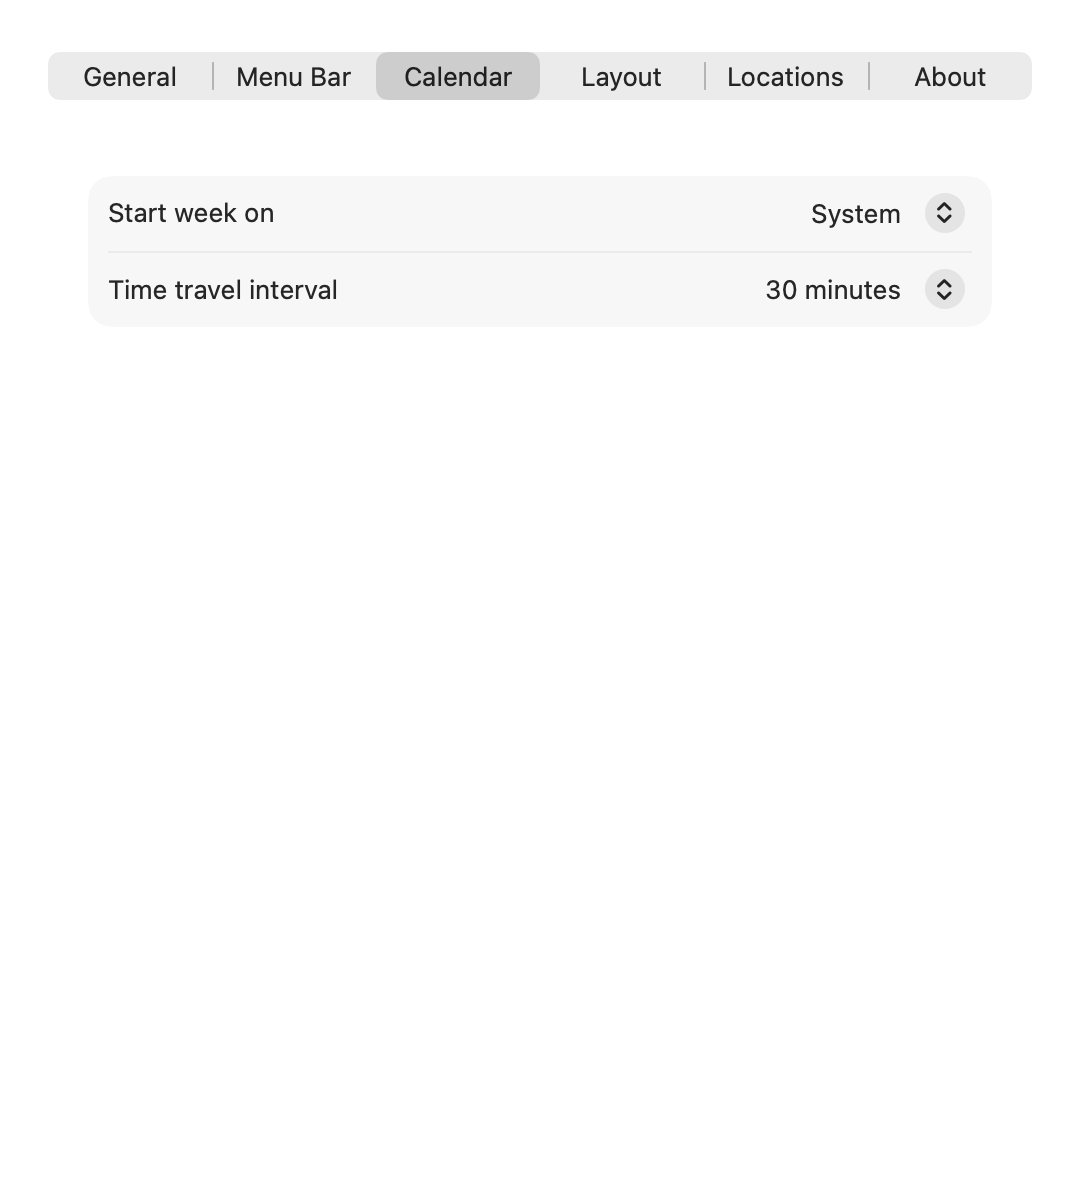 General Menu Bar Calendar Layout Locations About
Start week on System
Time travel interval 30 minutes